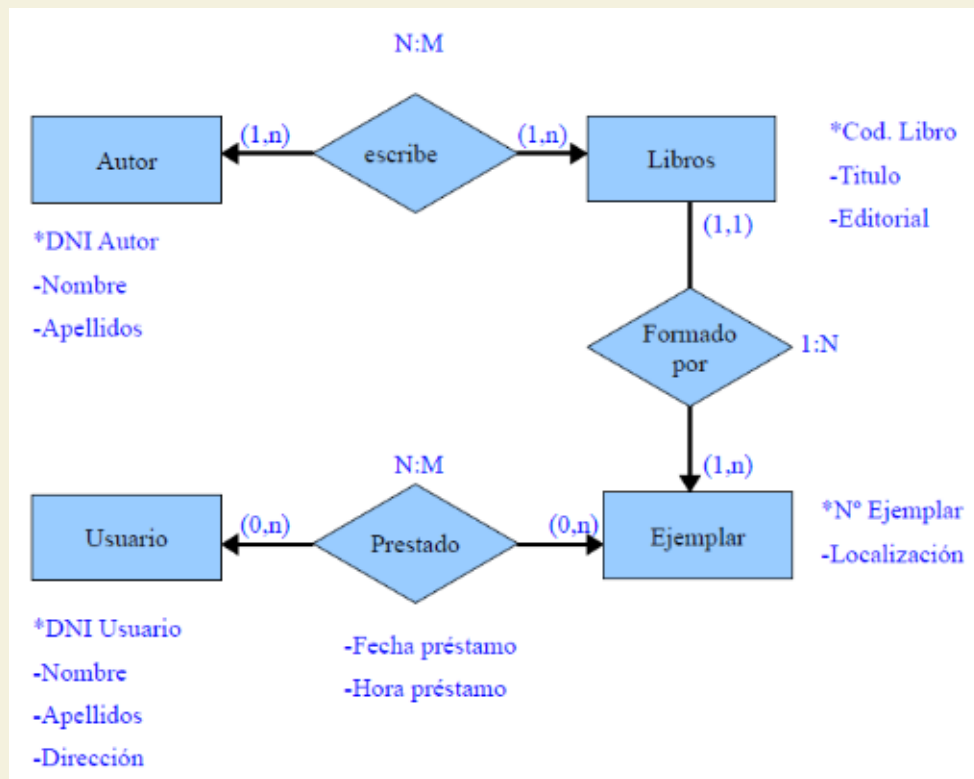 N:M
Autor
(1,n)
escribe
(1,n)
Libros
*Cod. Libro
-Titulo
-Editorial
*DNI Autor
-Nombre
-Apellidos
(1,1)
Formado
por
1:N
(1,n)
N:M
Usuario
(0,n)
Prestado
(0,n)
Ejemplar
*Nº Ejemplar
-Localización
*DNI Usuario
-Nombre
-Apellidos
-Dirección
-Fecha préstamo
-Hora préstamo